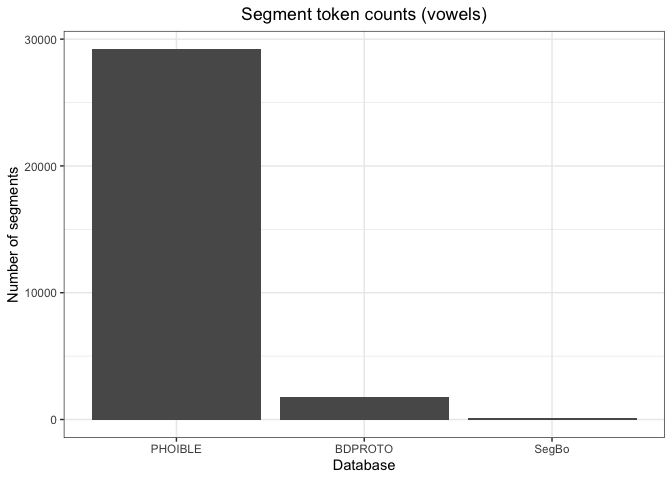 Segment token counts (vowels)
30000
20000
10000
0
Number of segments
PHOIBLE BDPROTO SegBo
Database